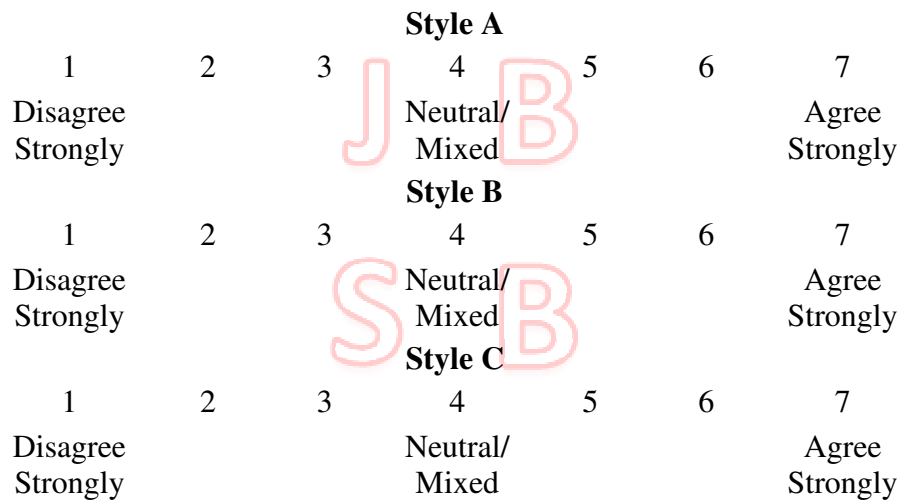 Style A
1 2 3 4 5 6 7
Disagree Neutral/ Agree
Strongly Mixed Strongly
J B
Style B
1 2 3 4 5 6 7
Disagree Neutral/ Agree
Strongly Mixed Strongly
S B
Style C
1 2 3 4 5 6 7
Disagree Neutral/ Agree
Strongly Mixed Strongly